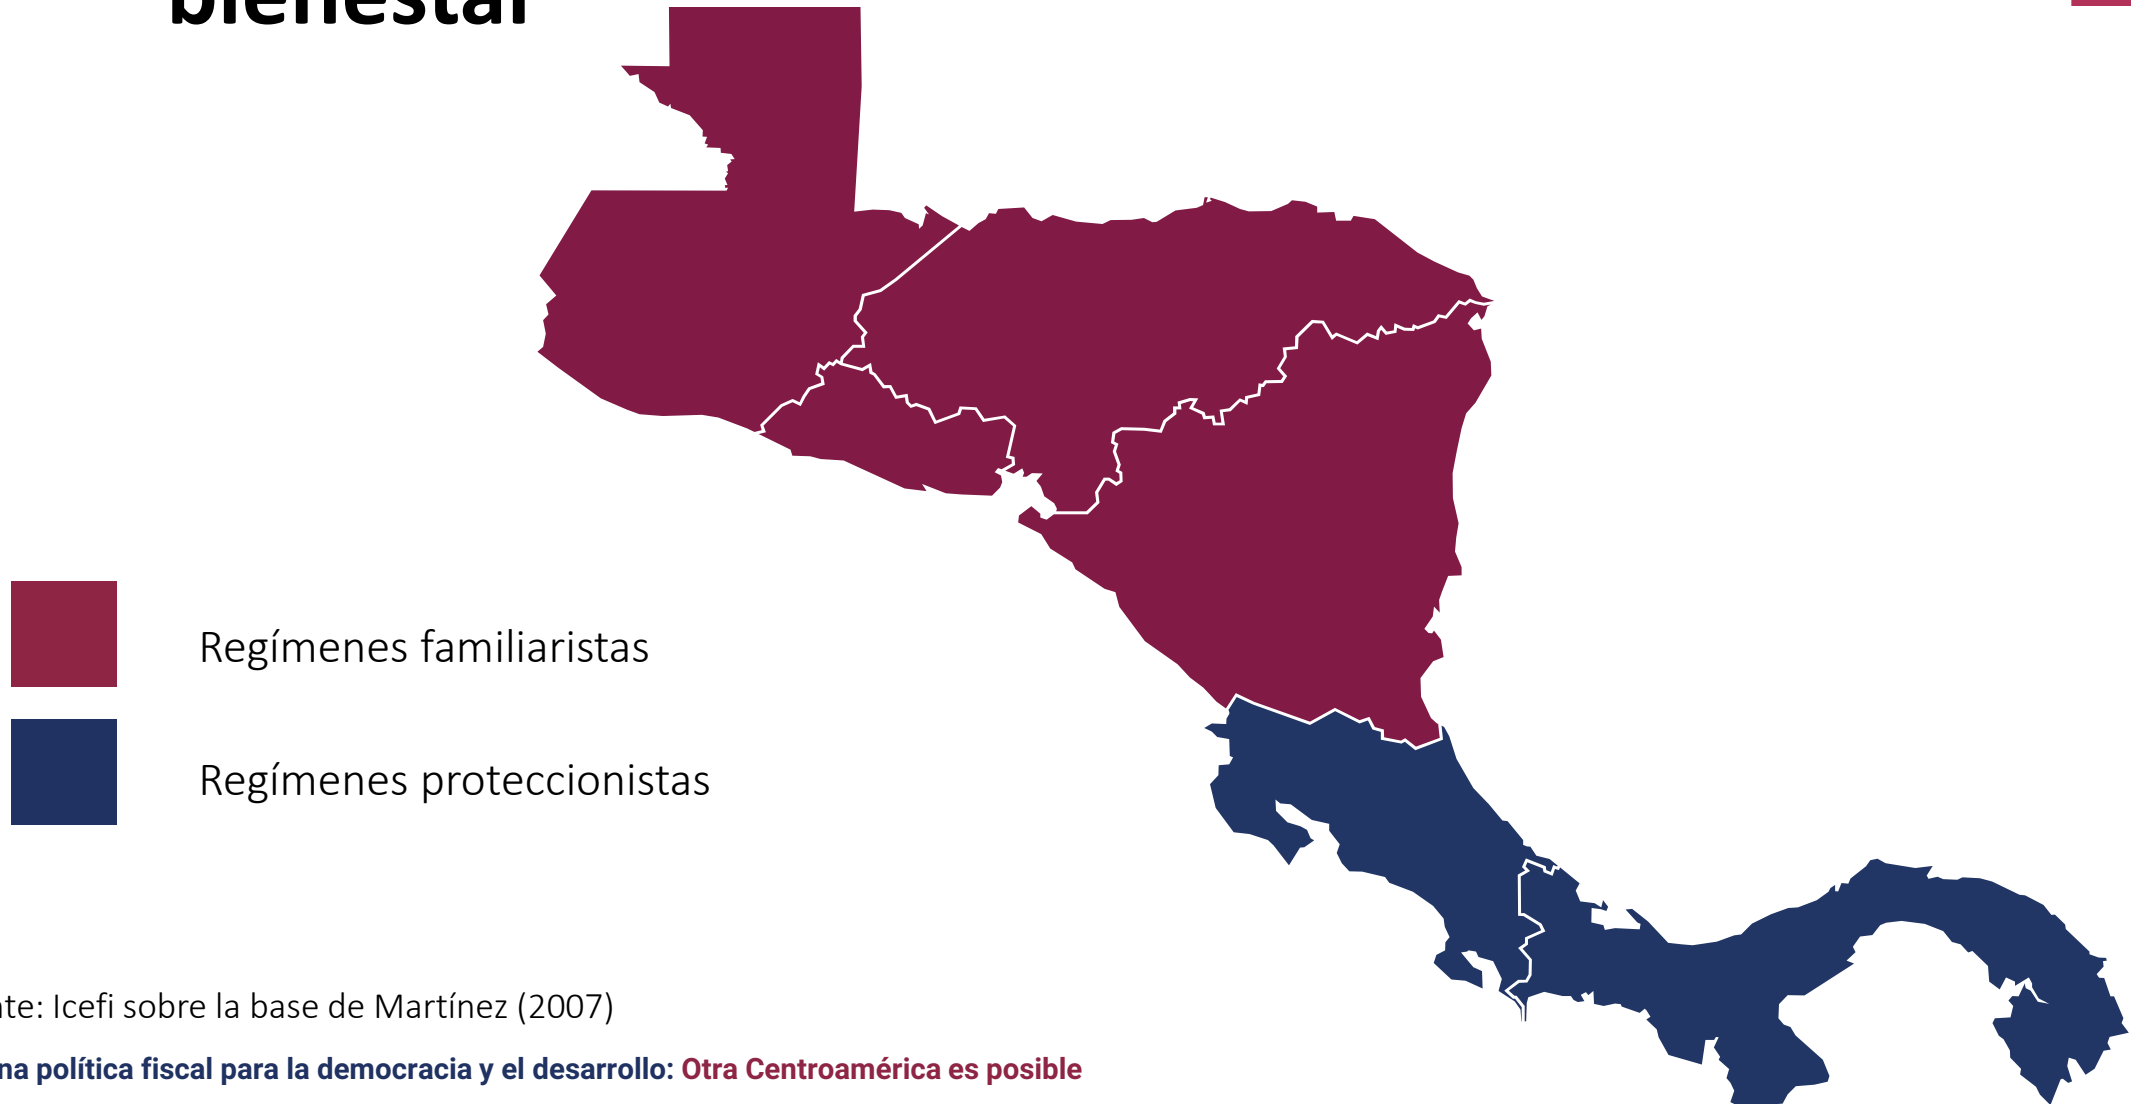 bienestar
Regímenes familiaristas
Regímenes proteccionistas
nte: Icefi sobre la base de Martínez (2007)
na política fiscal para la democracia y el desarrollo: Otra Centroamérica es posible